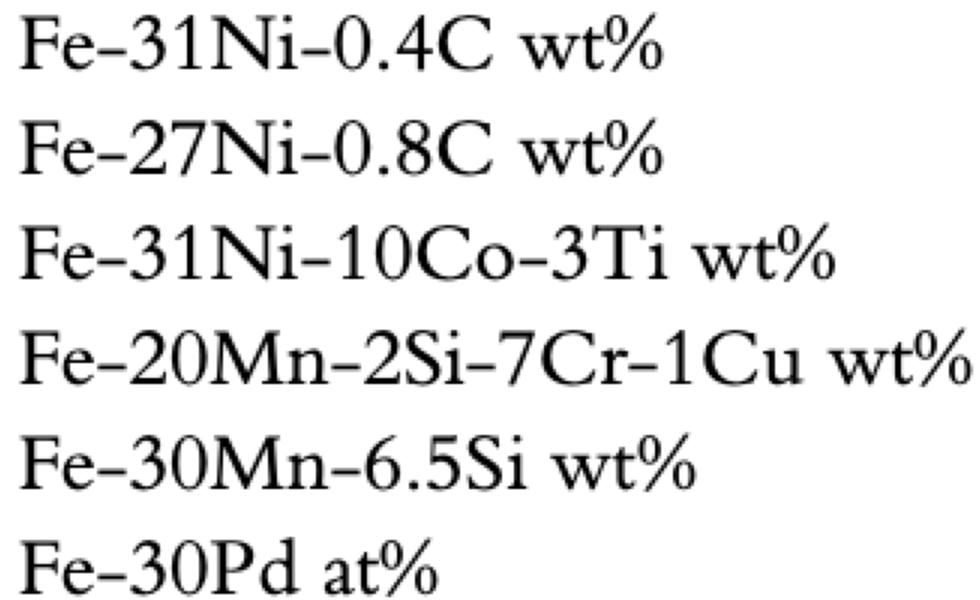 Fe–31Ni–0.4C wt%
Fe–27Ni–0.8C wt%
Fe–31Ni–10Co–3Ti wt%
Fe–20Mn–2Si–7Cr–1Cu wt%
Fe–30Mn–6.5Si wt%
Fe–30Pd at%